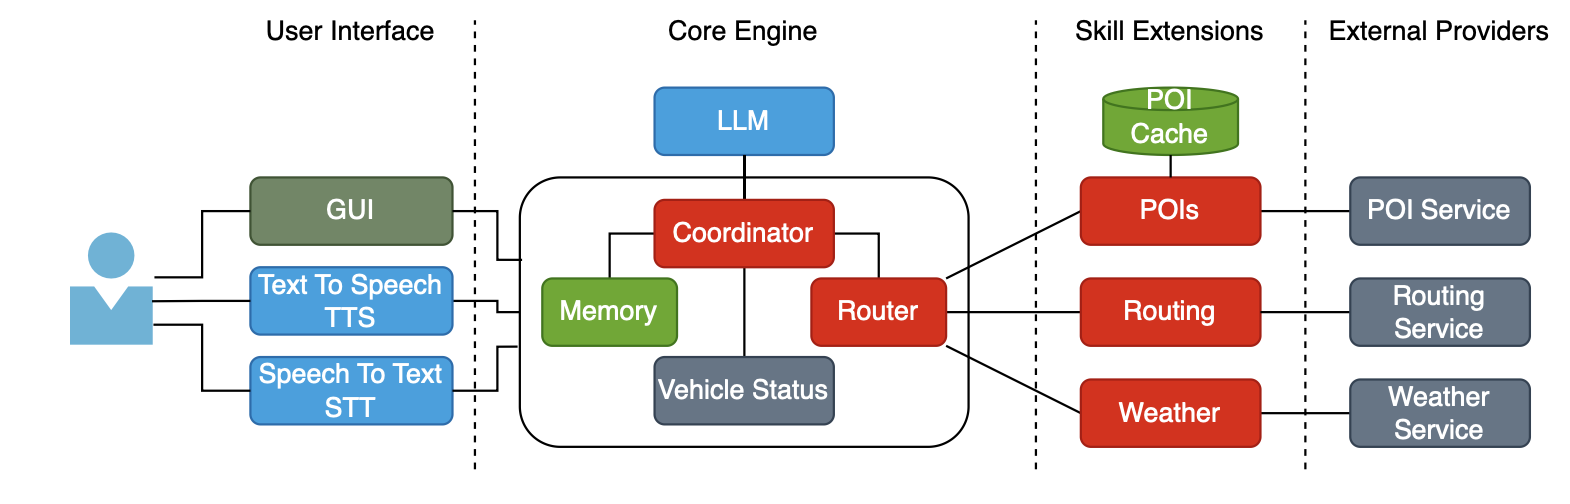 User Interface
Core Engine
Skill Extensions
External Providers
GUI
Text To Speech
TTS
Speech To Text
STT
LLM
Coordinator
Memory
Router
Vehicle Status
POI
Cache
POIs
Routing
Weather
POI Service
Routing
Service
Weather
Service